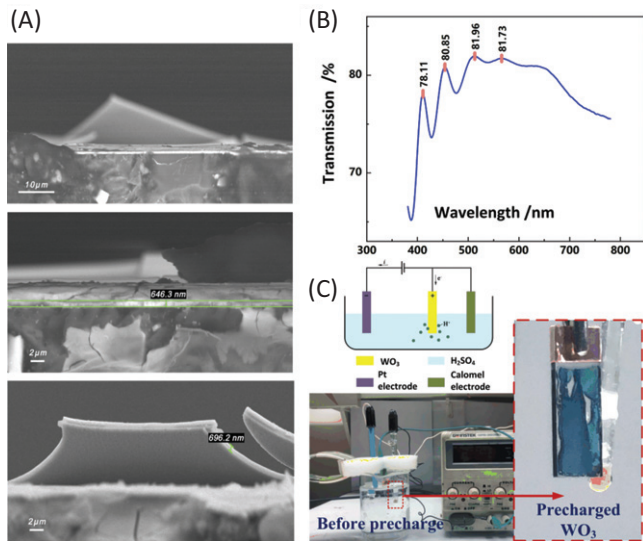 (A)
10μm
646.3 nm
2μm
696.2 nm
2μm
(B)
Transmission /%
80
70
78.11
80.85
81.96
81.73
Wavelength /nm
300 400 500 600 700 800
(C)
H⁺
WO₃
H₂SO₄
Pt electrode
Calomel electrode
Before precharge
Precharged
WO₃